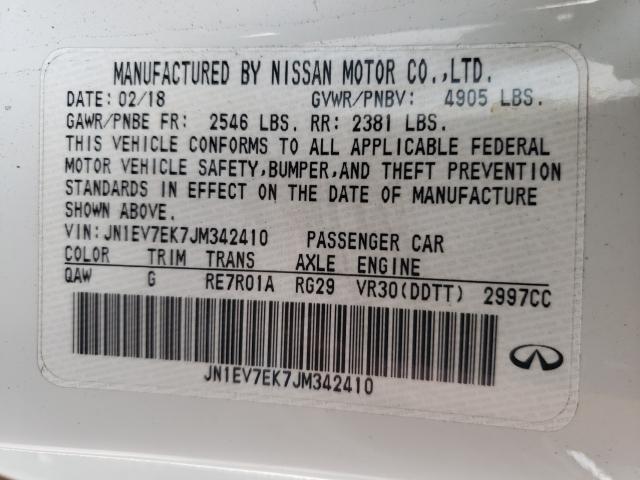 MANUFACTURED BY NISSAN MOTOR CO.,LTD.
DATE: 02/18 GVWR/PNBV: 4905 LBS.
GAWR/PNBE FR: 2546 LBS. RR: 2381 LBS.
THIS VEHICLE CONFORMS TO ALL APPLICABLE FEDERAL
MOTOR VEHICLE SAFETY,BUMPER,AND THEFT PREVENTION
STANDARDS IN EFFECT ON THE DATE OF MANUFACTURE
SHOWN ABOVE.
VIN:JN1EV7EK7JM342410 PASSENGER CAR
COLOR TRIM TRANS AXLE ENGINE
QAW G RE7R01A RG29 VR30(DDTT) 2997CC
JN1EV7EK7JM342410